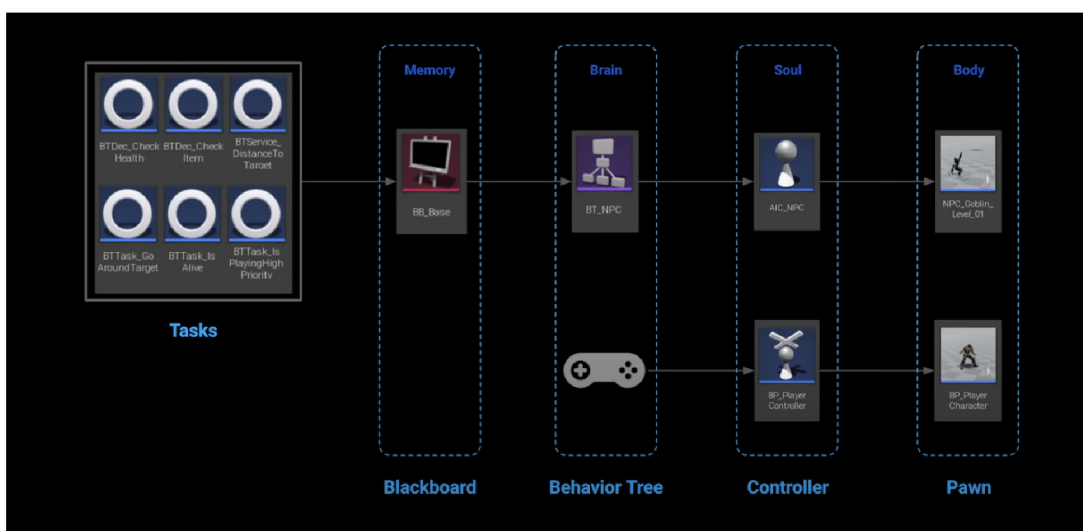 Memory
Brain
Soul
Body
BTDec_Check
Health
BTDec_Check
Item
BTService_
DistanceTo
Target
BTTask_Go
AroundTarget
BTTask_Is
Alive
BTTask_Is
PlayingHigh
Priority
Tasks
BB_Base
BT_NPC
AIC_NPC
NPC_Goblin_
Level_01
BP_Player
Controller
BP_Player
Character
Blackboard
Behavior Tree
Controller
Pawn